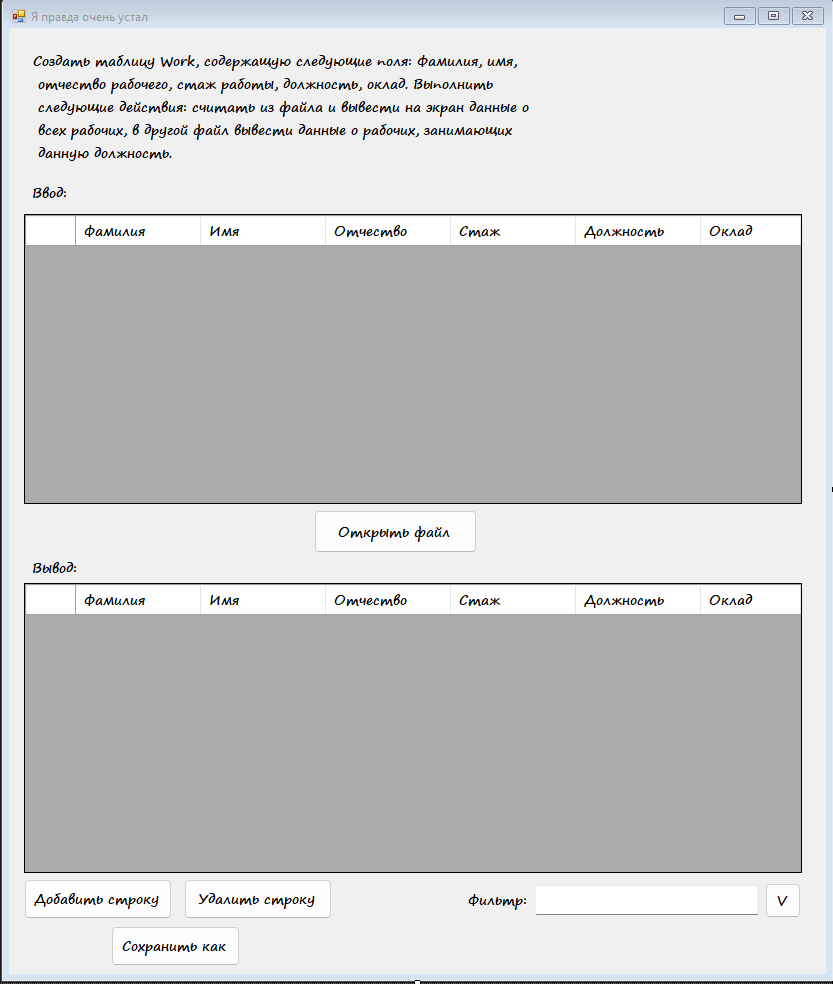 Я правда очень устал
Создать таблицу Work, содержащую следующие поля: Фамилия, имя,
отчество рабочего, стаж работы, должность, оклад. Выполнить
следующие действия: считать из файла и вывести на экран данные о
всех рабочих, в другой файл вывести данные о рабочих, занимающих
данную должность.
Ввод:
Фамилия Имя Отчество Стаж Должность Оклад
Открыть файл
Вывод:
Фамилия Имя Отчество Стаж Должность Оклад
Добавить строку Удалить строку Фильтр: V
Сохранить как